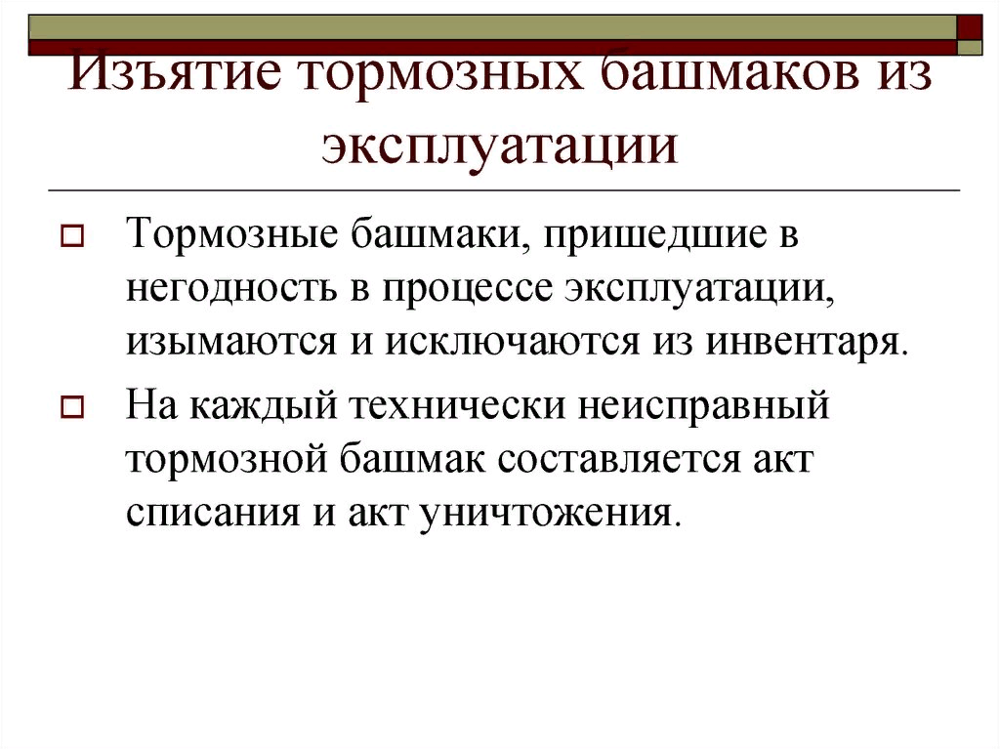 Изъятие тормозных башмаков из
эксплуатации
Тормозные башмаки, пришедшие в
негодность в процессе эксплуатации,
изымаются и исключаются из инвентаря.
На каждый технически неисправный
тормозной башмак составляется акт
списания и акт уничтожения.